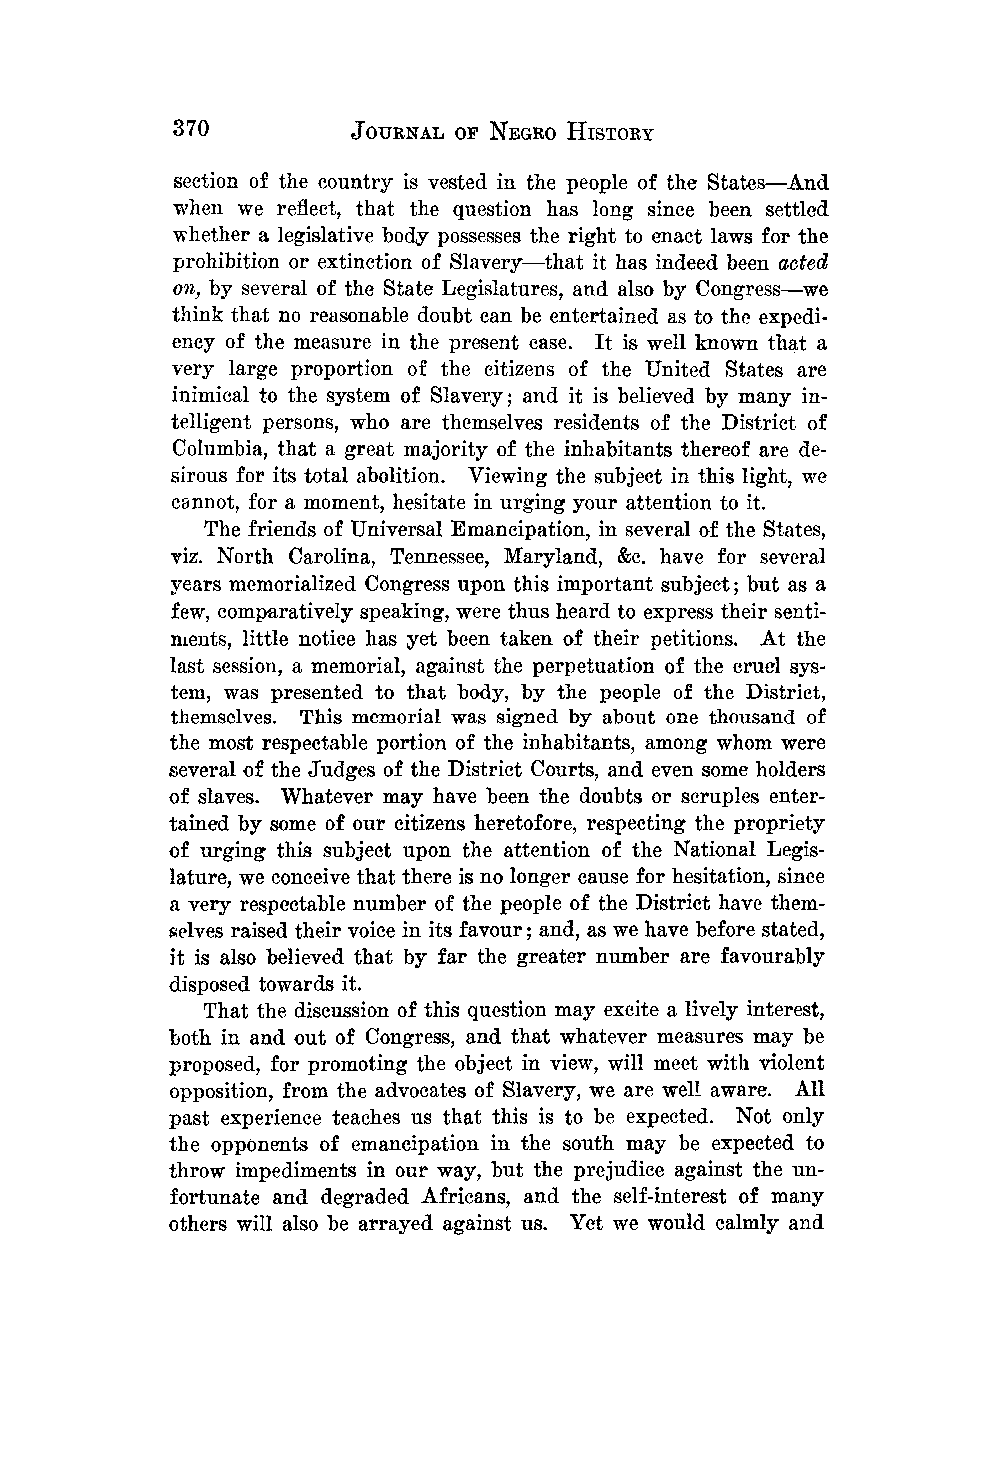 370 JOURNAL OF NEGRO HISTORY
section of the country is vested in the people of the States—And
when we reflect, that the question has long since been settled
whether a legislative body possesses the right to enact laws for the
prohibition or extinction of Slavery—that it has indeed been acted
on, by several of the State Legislatures, and also by Congress—we
think that no reasonable doubt can be entertained as to the expedi-
ency of the measure in the present case. It is well known that a
very large proportion of the citizens of the United States are
inimical to the system of Slavery; and it is believed by many in-
telligent persons, who are themselves residents of the District of
Columbia, that a great majority of the inhabitants thereof are de-
sirous for its total abolition. Viewing the subject in this light, we
cannot, for a moment, hesitate in urging your attention to it.
The friends of Universal Emancipation, in several of the States,
viz. North Carolina, Tennessee, Maryland, &c. have for several
years memorialized Congress upon this important subject; but as a
few, comparatively speaking, were thus heard to express their senti-
ments, little notice has yet been taken of their petitions. At the
last session, a memorial, against the perpetuation of the cruel sys-
tem, was presented to that body, by the people of the District,
themselves. This memorial was signed by about one thousand of
the most respectable portion of the inhabitants, among whom were
several of the Judges of the District Courts, and even some holders
of slaves. Whatever may have been the doubts or scruples enter-
tained by some of our citizens heretofore, respecting the propriety
of urging this subject upon the attention of the National Legis-
lature, we conceive that there is no longer cause for hesitation, since
a very respectable number of the people of the District have them-
selves raised their voice in its favour; and, as we have before stated,
it is also believed that by far the greater number are favourably
disposed towards it.
That the discussion of this question may excite a lively interest,
both in and out of Congress, and that whatever measures may be
proposed, for promoting the object in view, will meet with violent
opposition, from the advocates of Slavery, we are well aware. All
past experience teaches us that this is to be expected. Not only
the opponents of emancipation in the south may be expected to
throw impediments in our way, but the prejudice against the un-
fortunate and degraded Africans, and the self-interest of many
others will also be arrayed against us. Yet we would calmly and